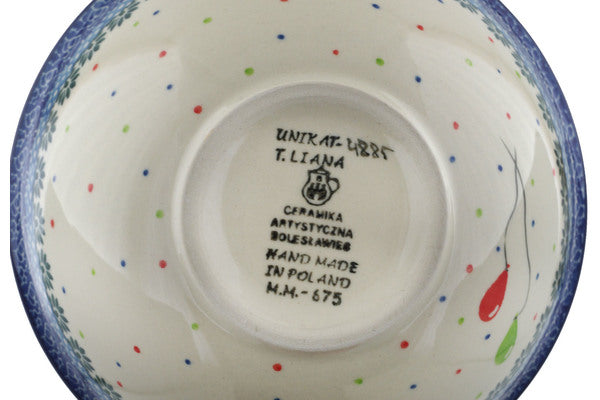 UNIKAT-4885
T. LIANA
CERAMIKA
ARTYSTYCZNA
BOLESŁAWIEC
HAND MADE
IN POLAND
M.M.-675